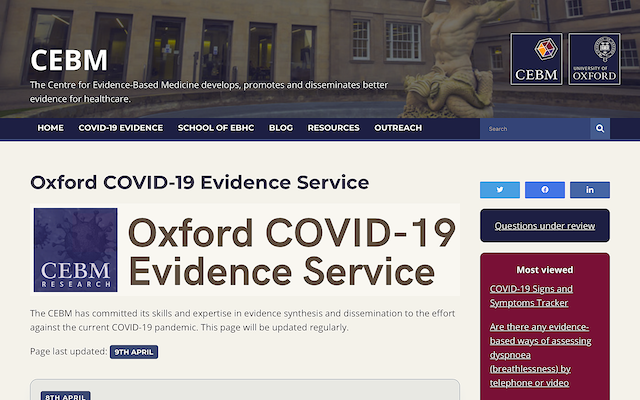 CEBM
The Centre for Evidence-Based Medicine develops, promotes and disseminates better
evidence for healthcare.
CEBM
UNIVERSITY OF
OXFORD
HOME
COVID-19 EVIDENCE
SCHOOL OF EBHC
BLOG
RESOURCES
OUTREACH
Search
Oxford COVID-19 Evidence Service
CEBM
RESEARCH
Oxford COVID-19
Evidence Service
The CEBM has committed its skills and expertise in evidence synthesis and dissemination to the effort
against the current COVID-19 pandemic. This page will be updated regularly.
Page last updated: 9TH APRIL
8TH APRIL
Questions under review
Most viewed
COVID-19 Signs and
Symptoms Tracker
Are there any evidence-
based ways of assessing
dyspnoea
(breathlessness) by
telephone or video